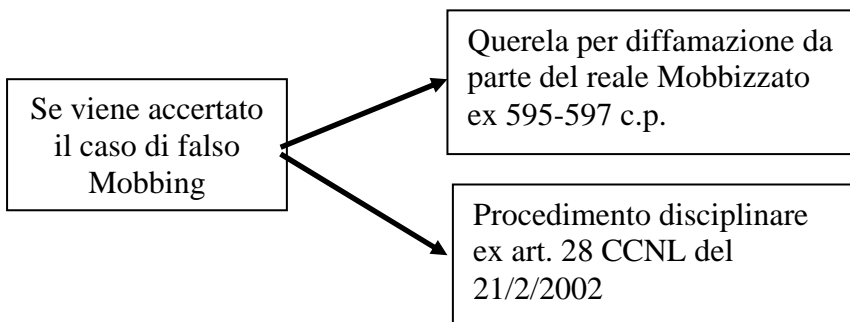 Se viene accertato
il caso di falso
Mobbing
Querela per diffamazione da
parte del reale Mobbizzato
ex 595-597 c.p.
Procedimento disciplinare
ex art. 28 CCNL del
21/2/2002